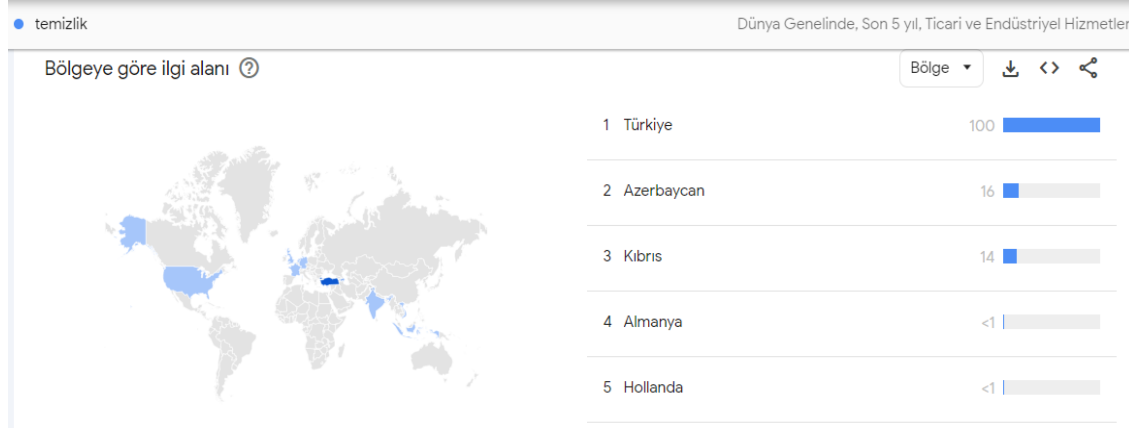 temizlik
Dünya Genelinde, Son 5 yıl, Ticari ve Endüstriyel Hizmetler
Bölgeye göre ilgi alanı ?
Bölge
1 Türkiye 100
2 Azerbaycan 16
3 Kıbrıs 14
4 Almanya <1
5 Hollanda <1